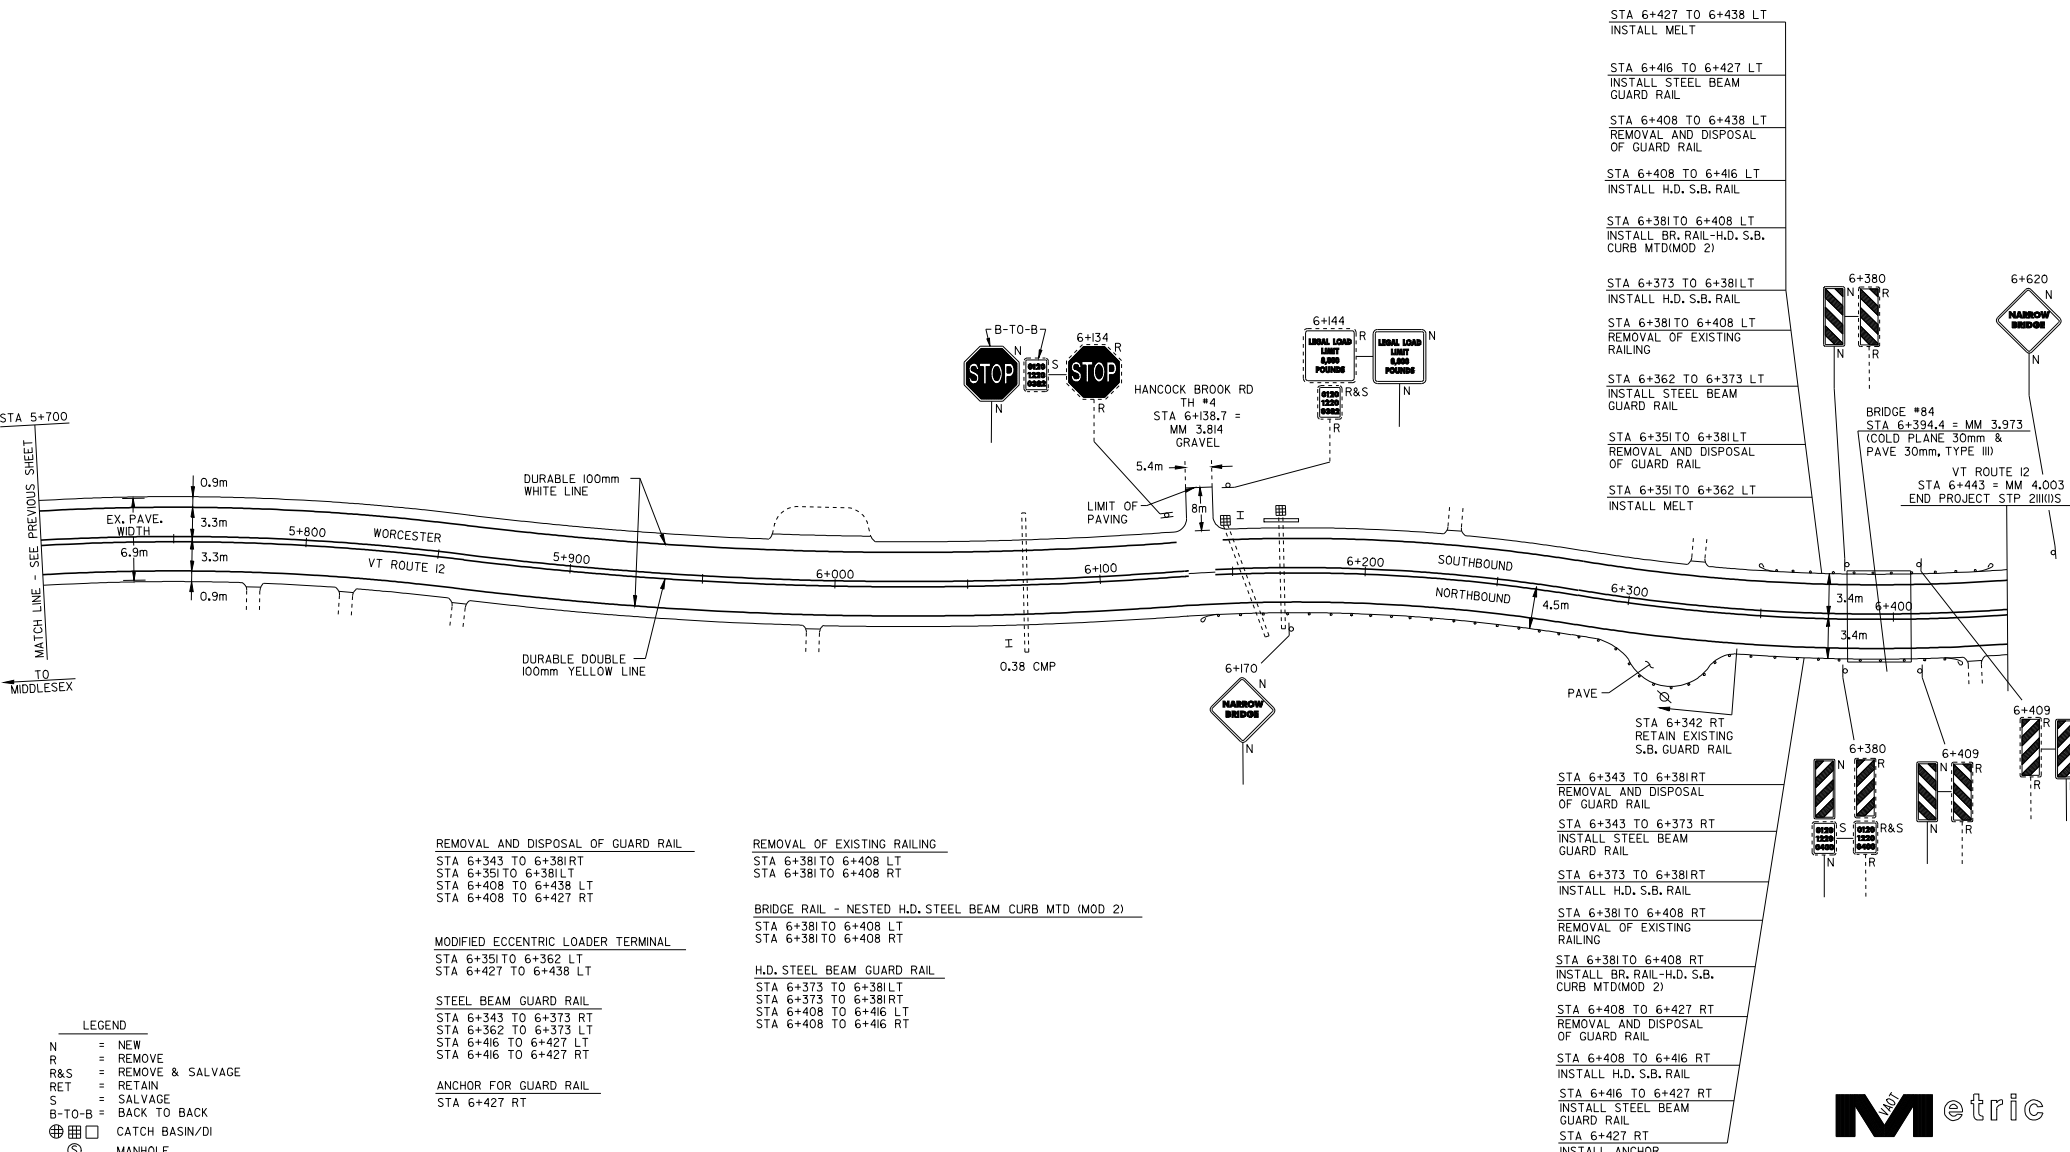 STA 6+427 TO 6+438 LT
INSTALL MELT
STA 6+416 TO 6+427 LT
INSTALL STEEL BEAM
GUARD RAIL
STA 6+408 TO 6+438 LT
REMOVAL AND DISPOSAL
OF GUARD RAIL
STA 6+408 TO 6+416 LT
INSTALL H.D. S.B. RAIL
STA 6+381 TO 6+408 LT
INSTALL BR. RAIL-H.D. S.B.
CURB MTD(MOD 2)
STA 6+373 TO 6+381 LT
INSTALL H.D. S.B. RAIL
STA 6+381 TO 6+408 LT
REMOVAL OF EXISTING
RAILING
STA 6+362 TO 6+373 LT
INSTALL STEEL BEAM
GUARD RAIL
STA 6+351 TO 6+381 LT
REMOVAL AND DISPOSAL
OF GUARD RAIL
STA 6+351 TO 6+362 LT
INSTALL MELT
6+380
N R
N R
6+620
N
NARROW
BRIDGE
N
BRIDGE #84
STA 6+394.4 = MM 3.973
(COLD PLANE 30mm &
PAVE 30mm, TYPE III)
VT ROUTE 12
STA 6+443 = MM 4.003
END PROJECT STP 2111(1)S
B-TO-B
N
STOP
N
0120
1220
0382
S
6+134
R
STOP
R
6+144
LEGAL LOAD
LIMIT
8,000
POUNDS
R
LEGAL LOAD
LIMIT
8,000
POUNDS
N
N
0120
1220
0382
R&S
R
HANCOCK BROOK RD
TH #4
STA 6+138.7 =
MM 3.814
GRAVEL
5.4m
LIMIT OF
PAVING
8m
STA 5+700
MATCH LINE - SEE PREVIOUS SHEET
TO
MIDDLESEX
0.9m
EX. PAVE.
WIDTH
6.9m
3.3m
3.3m
0.9m
5+800
WORCESTER
VT ROUTE 12
5+900
6+000
6+100
6+200
SOUTHBOUND
NORTHBOUND
6+300
4.5m
3.4m
6+400
3.4m
DURABLE 100mm
WHITE LINE
DURABLE DOUBLE
100mm YELLOW LINE
0.38 CMP
6+170
N
NARROW
BRIDGE
N
PAVE
STA 6+342 RT
RETAIN EXISTING
S.B. GUARD RAIL
6+409
R
R
6+380
N R
0120
1220
0400
S
0120
1220
0400
R&S
N R
6+409
N R
N R
STA 6+343 TO 6+381 RT
REMOVAL AND DISPOSAL
OF GUARD RAIL
STA 6+343 TO 6+373 RT
INSTALL STEEL BEAM
GUARD RAIL
STA 6+373 TO 6+381 RT
INSTALL H.D. S.B. RAIL
STA 6+381 TO 6+408 RT
REMOVAL OF EXISTING
RAILING
STA 6+381 TO 6+408 RT
INSTALL BR. RAIL-H.D. S.B.
CURB MTD(MOD 2)
STA 6+408 TO 6+427 RT
REMOVAL AND DISPOSAL
OF GUARD RAIL
STA 6+408 TO 6+416 RT
INSTALL H.D. S.B. RAIL
STA 6+416 TO 6+427 RT
INSTALL STEEL BEAM
GUARD RAIL
STA 6+427 RT
INSTALL ANCHOR
REMOVAL AND DISPOSAL OF GUARD RAIL
STA 6+343 TO 6+381 RT
STA 6+351 TO 6+381 LT
STA 6+408 TO 6+438 LT
STA 6+408 TO 6+427 RT
MODIFIED ECCENTRIC LOADER TERMINAL
STA 6+351 TO 6+362 LT
STA 6+427 TO 6+438 LT
STEEL BEAM GUARD RAIL
STA 6+343 TO 6+373 RT
STA 6+362 TO 6+373 LT
STA 6+416 TO 6+427 LT
STA 6+416 TO 6+427 RT
ANCHOR FOR GUARD RAIL
STA 6+427 RT
REMOVAL OF EXISTING RAILING
STA 6+381 TO 6+408 LT
STA 6+381 TO 6+408 RT
BRIDGE RAIL - NESTED H.D. STEEL BEAM CURB MTD (MOD 2)
STA 6+381 TO 6+408 LT
STA 6+381 TO 6+408 RT
H.D. STEEL BEAM GUARD RAIL
STA 6+373 TO 6+381 LT
STA 6+373 TO 6+381 RT
STA 6+408 TO 6+416 LT
STA 6+408 TO 6+416 RT
LEGEND
N = NEW
R = REMOVE
R&S = REMOVE & SALVAGE
RET = RETAIN
S = SALVAGE
B-TO-B = BACK TO BACK
CATCH BASIN/DI
S MANHOLE
VAOT
Metric